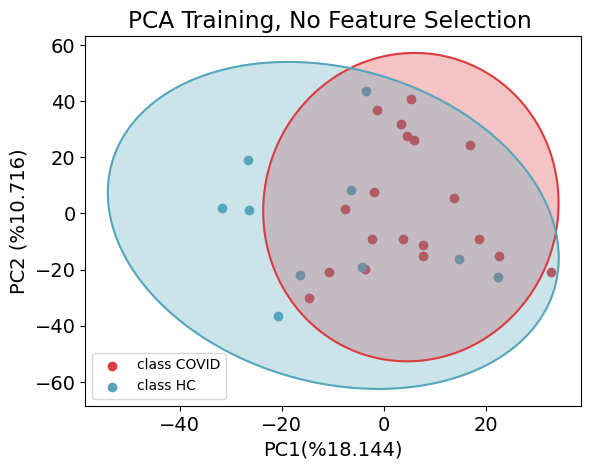 PCA Training, No Feature Selection
60
40
20
0
−20
−40
−60
PC2 (%10.716)
class COVID
class HC
−40 −20 0 20
PC1(%18.144)